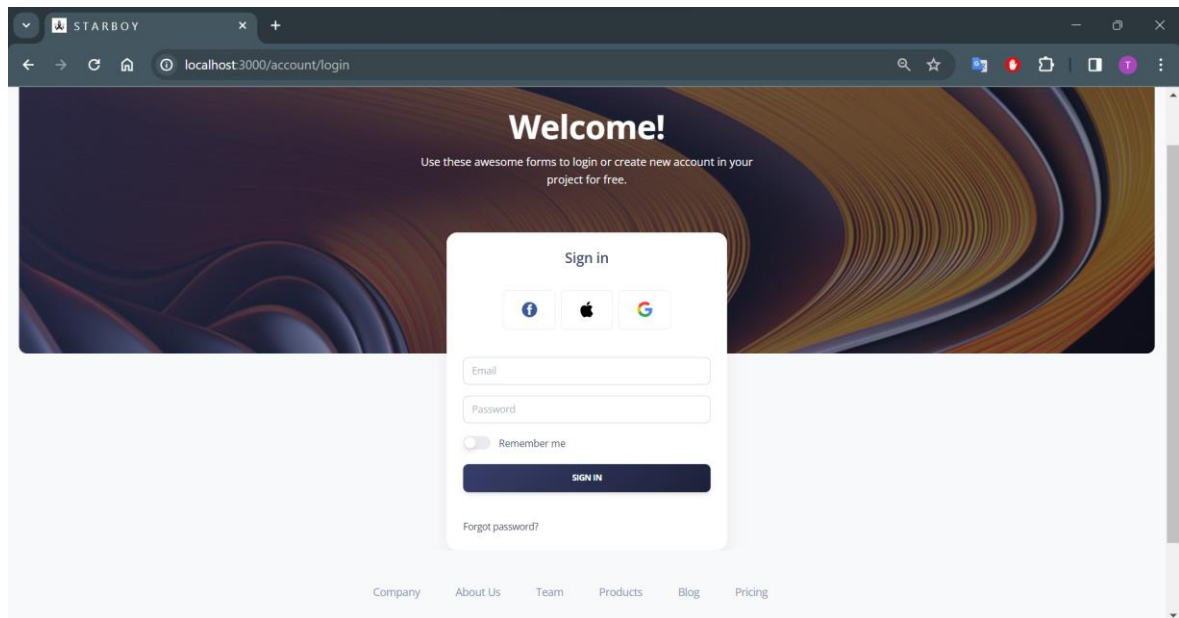 STARBOY
localhost:3000/account/login
T
Welcome!
Use these awesome forms to login or create new account in your
project for free.
Sign in
Email
Password
Remember me
SIGN IN
Forgot password?
Company About Us Team Products Blog Pricing